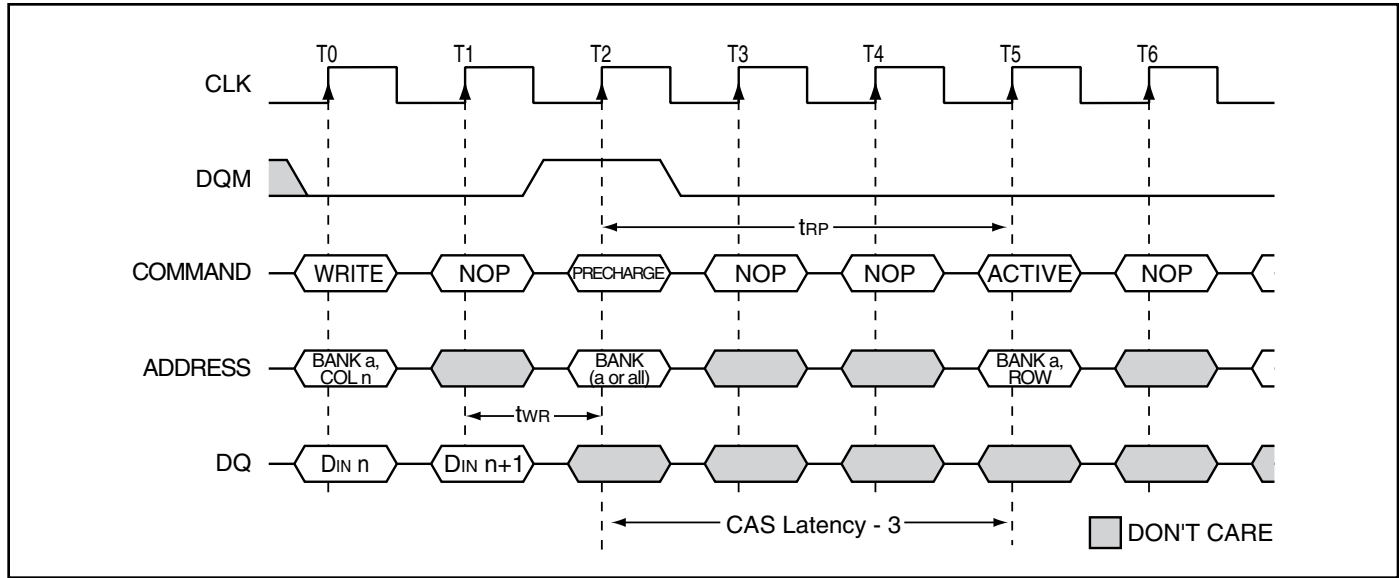 T0 T1 T2 T3 T4 T5 T6
CLK
DQM
tRP
COMMAND WRITE NOP PRECHARGE NOP NOP ACTIVE NOP
ADDRESS BANK a, COL n BANK (a or all) BANK a, ROW
tWR
DQ DIN n DIN n+1
CAS Latency - 3
DON'T CARE